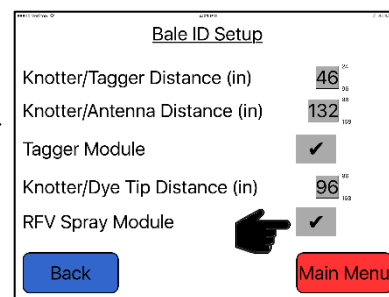 Bale ID Setup
Knotter/Tagger Distance (in) 46
Knotter/Antenna Distance (in) 132
Tagger Module ✔
Knotter/Dye Tip Distance (in) 96
RFV Spray Module ✔
Back Main Menu